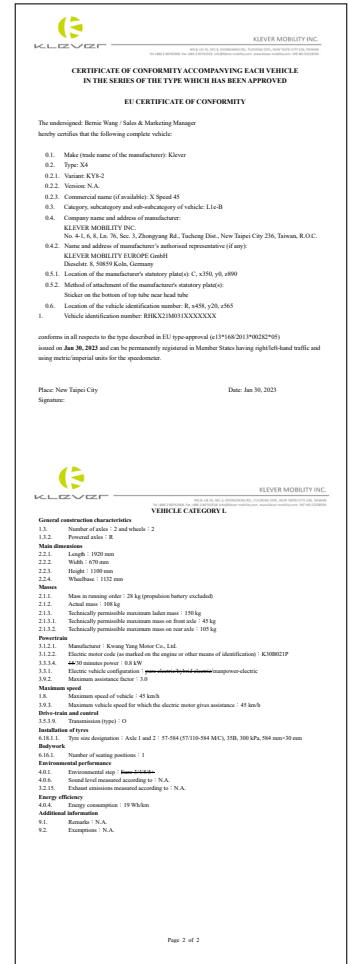 KLEVER
KLEVER MOBILITY INC.
CERTIFICATE OF CONFORMITY ACCOMPANYING EACH VEHICLE
IN THE SERIES OF THE TYPE WHICH HAS BEEN APPROVED
EU CERTIFICATE OF CONFORMITY
The undersigned: Bernie Wang / Sales & Marketing Manager
hereby certifies that the following complete vehicle:
0.1. Make (trade name of the manufacturer): Klever
0.2. Type: X4
0.2.1. Variant: KY8-2
0.2.2. Version: N.A.
0.2.3. Commercial name (if available): X Speed 45
0.3. Category, subcategory and sub-subcategory of vehicle: L1e-B
0.4. Company name and address of manufacturer:
KLEVER MOBILITY INC.
No. 4-1, 6, 8, Ln. 76, Sec. 3, Zhongyang Rd., Tucheng Dist., New Taipei City 236, Taiwan, R.O.C.
0.4.2. Name and address of manufacturer's authorised representative (if any):
KLEVER MOBILITY EUROPE GmbH
Dieselstr. 8, 50859 Koln, Germany
0.5.1. Location of the manufacturer's statutory plate(s): C, x350, y0, z890
0.5.2. Method of attachment of the manufacturer's statutory plate(s):
Sticker on the bottom of top tube near head tube
0.6. Location of the vehicle identification number: R, x458, y20, z565
1. Vehicle identification number: RHKX21M031XXXXXXX
conforms in all respects to the type described in EU type-approval (e13*168/2013*00282*05)
issued on Jan 30, 2023 and can be permanently registered in Member States having right/left-hand traffic and
using metric/imperial units for the speedometer.
Place: New Taipei City Date: Jan 30, 2023
Signature:
KLEVER
KLEVER MOBILITY INC.
VEHICLE CATEGORY L
General construction characteristics
1.3. Number of axles：2 and wheels：2
1.3.2. Powered axles：R
Main dimensions
2.2.1. Length：1920 mm
2.2.2. Width：670 mm
2.2.3. Height：1100 mm
2.2.4. Wheelbase：1132 mm
Masses
2.1.1. Mass in running order：28 kg (propulsion battery excluded)
2.1.2. Actual mass：108 kg
2.1.3. Technically permissible maximum laden mass：150 kg
2.1.3.1. Technically permissible maximum mass on front axle：45 kg
2.1.3.2. Technically permissible maximum mass on rear axle：105 kg
Powertrain
3.1.2.1. Manufacturer：Kwang Yang Motor Co., Ltd.
3.1.2.2. Electric motor code (as marked on the engine or other means of identification)：K30B021P
3.3.3.4. 15/30 minutes power：0.8 kW
3.3.1. Electric vehicle configuration：pure electric/hybrid electric/manpower-electric
3.9.2. Maximum assistance factor：3.0
Maximum speed
1.8. Maximum speed of vehicle：45 km/h
3.9.3. Maximum vehicle speed for which the electric motor gives assistance：45 km/h
Drive-train and control
3.5.3.9. Transmission (type)：O
Installation of tyres
6.18.1.1. Tyre size designation：Axle 1 and 2：57-584 (57/110-584 M/C), 35B, 300 kPa, 584 mm×30 mm
Bodywork
6.16.1. Number of seating positions：1
Environmental performance
4.0.1. Environmental step：
4.0.6. Sound level measured according to：N.A.
3.2.15. Exhaust emissions measured according to：N.A.
Energy efficiency
4.0.4. Energy consumption：19 Wh/km
Additional information
9.1. Remarks：N.A.
9.2. Exemptions：N.A.
Page 2 of 2